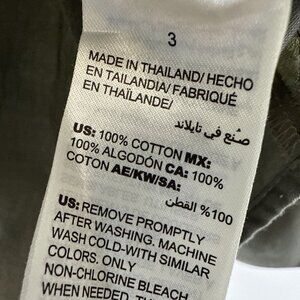 3
MADE IN THAILAND/ HECHO
EN TAILANDIA/ FABRIQUÉ
EN THAÏLANDE/
صُنع في تايلاند
US: 100% COTTON MX:
100% ALGODÓN CA: 100%
COTON AE/KW/SA:
100% القطن
US: REMOVE PROMPTLY
AFTER WASHING. MACHINE
WASH COLD-WITH SIMILAR
COLORS. ONLY
NON-CHLORINE BLEACH
WHEN NEEDED.